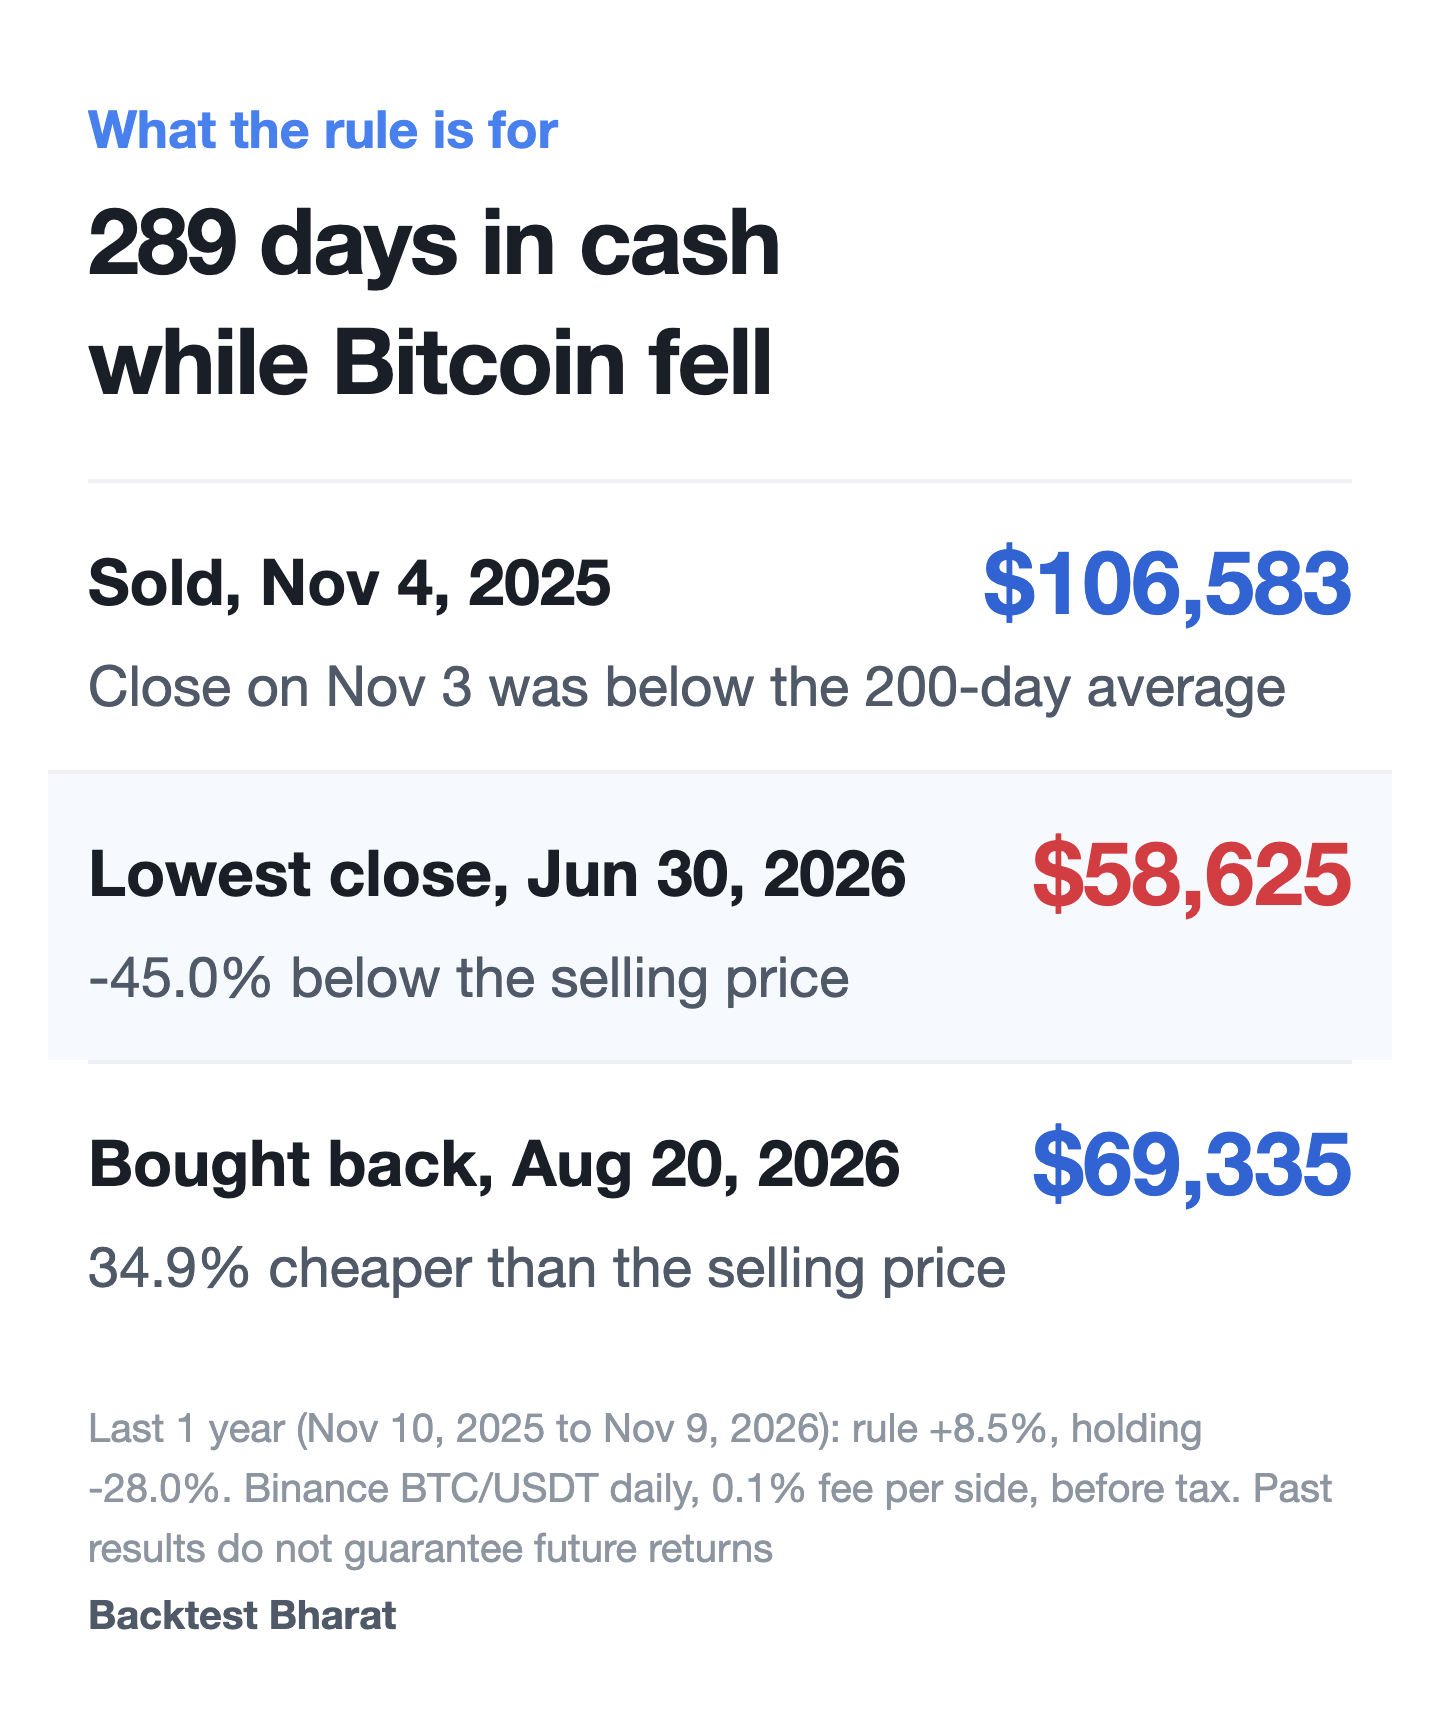 What the rule is for
289 days in cash
while Bitcoin fell
Sold, Nov 4, 2025
$106,583
Close on Nov 3 was below the 200-day average
Lowest close, Jun 30, 2026
$58,625
-45.0% below the selling price
Bought back, Aug 20, 2026
$69,335
34.9% cheaper than the selling price
Last 1 year (Nov 10, 2025 to Nov 9, 2026): rule +8.5%, holding
-28.0%. Binance BTC/USDT daily, 0.1% fee per side, before tax. Past
results do not guarantee future returns
Backtest Bharat